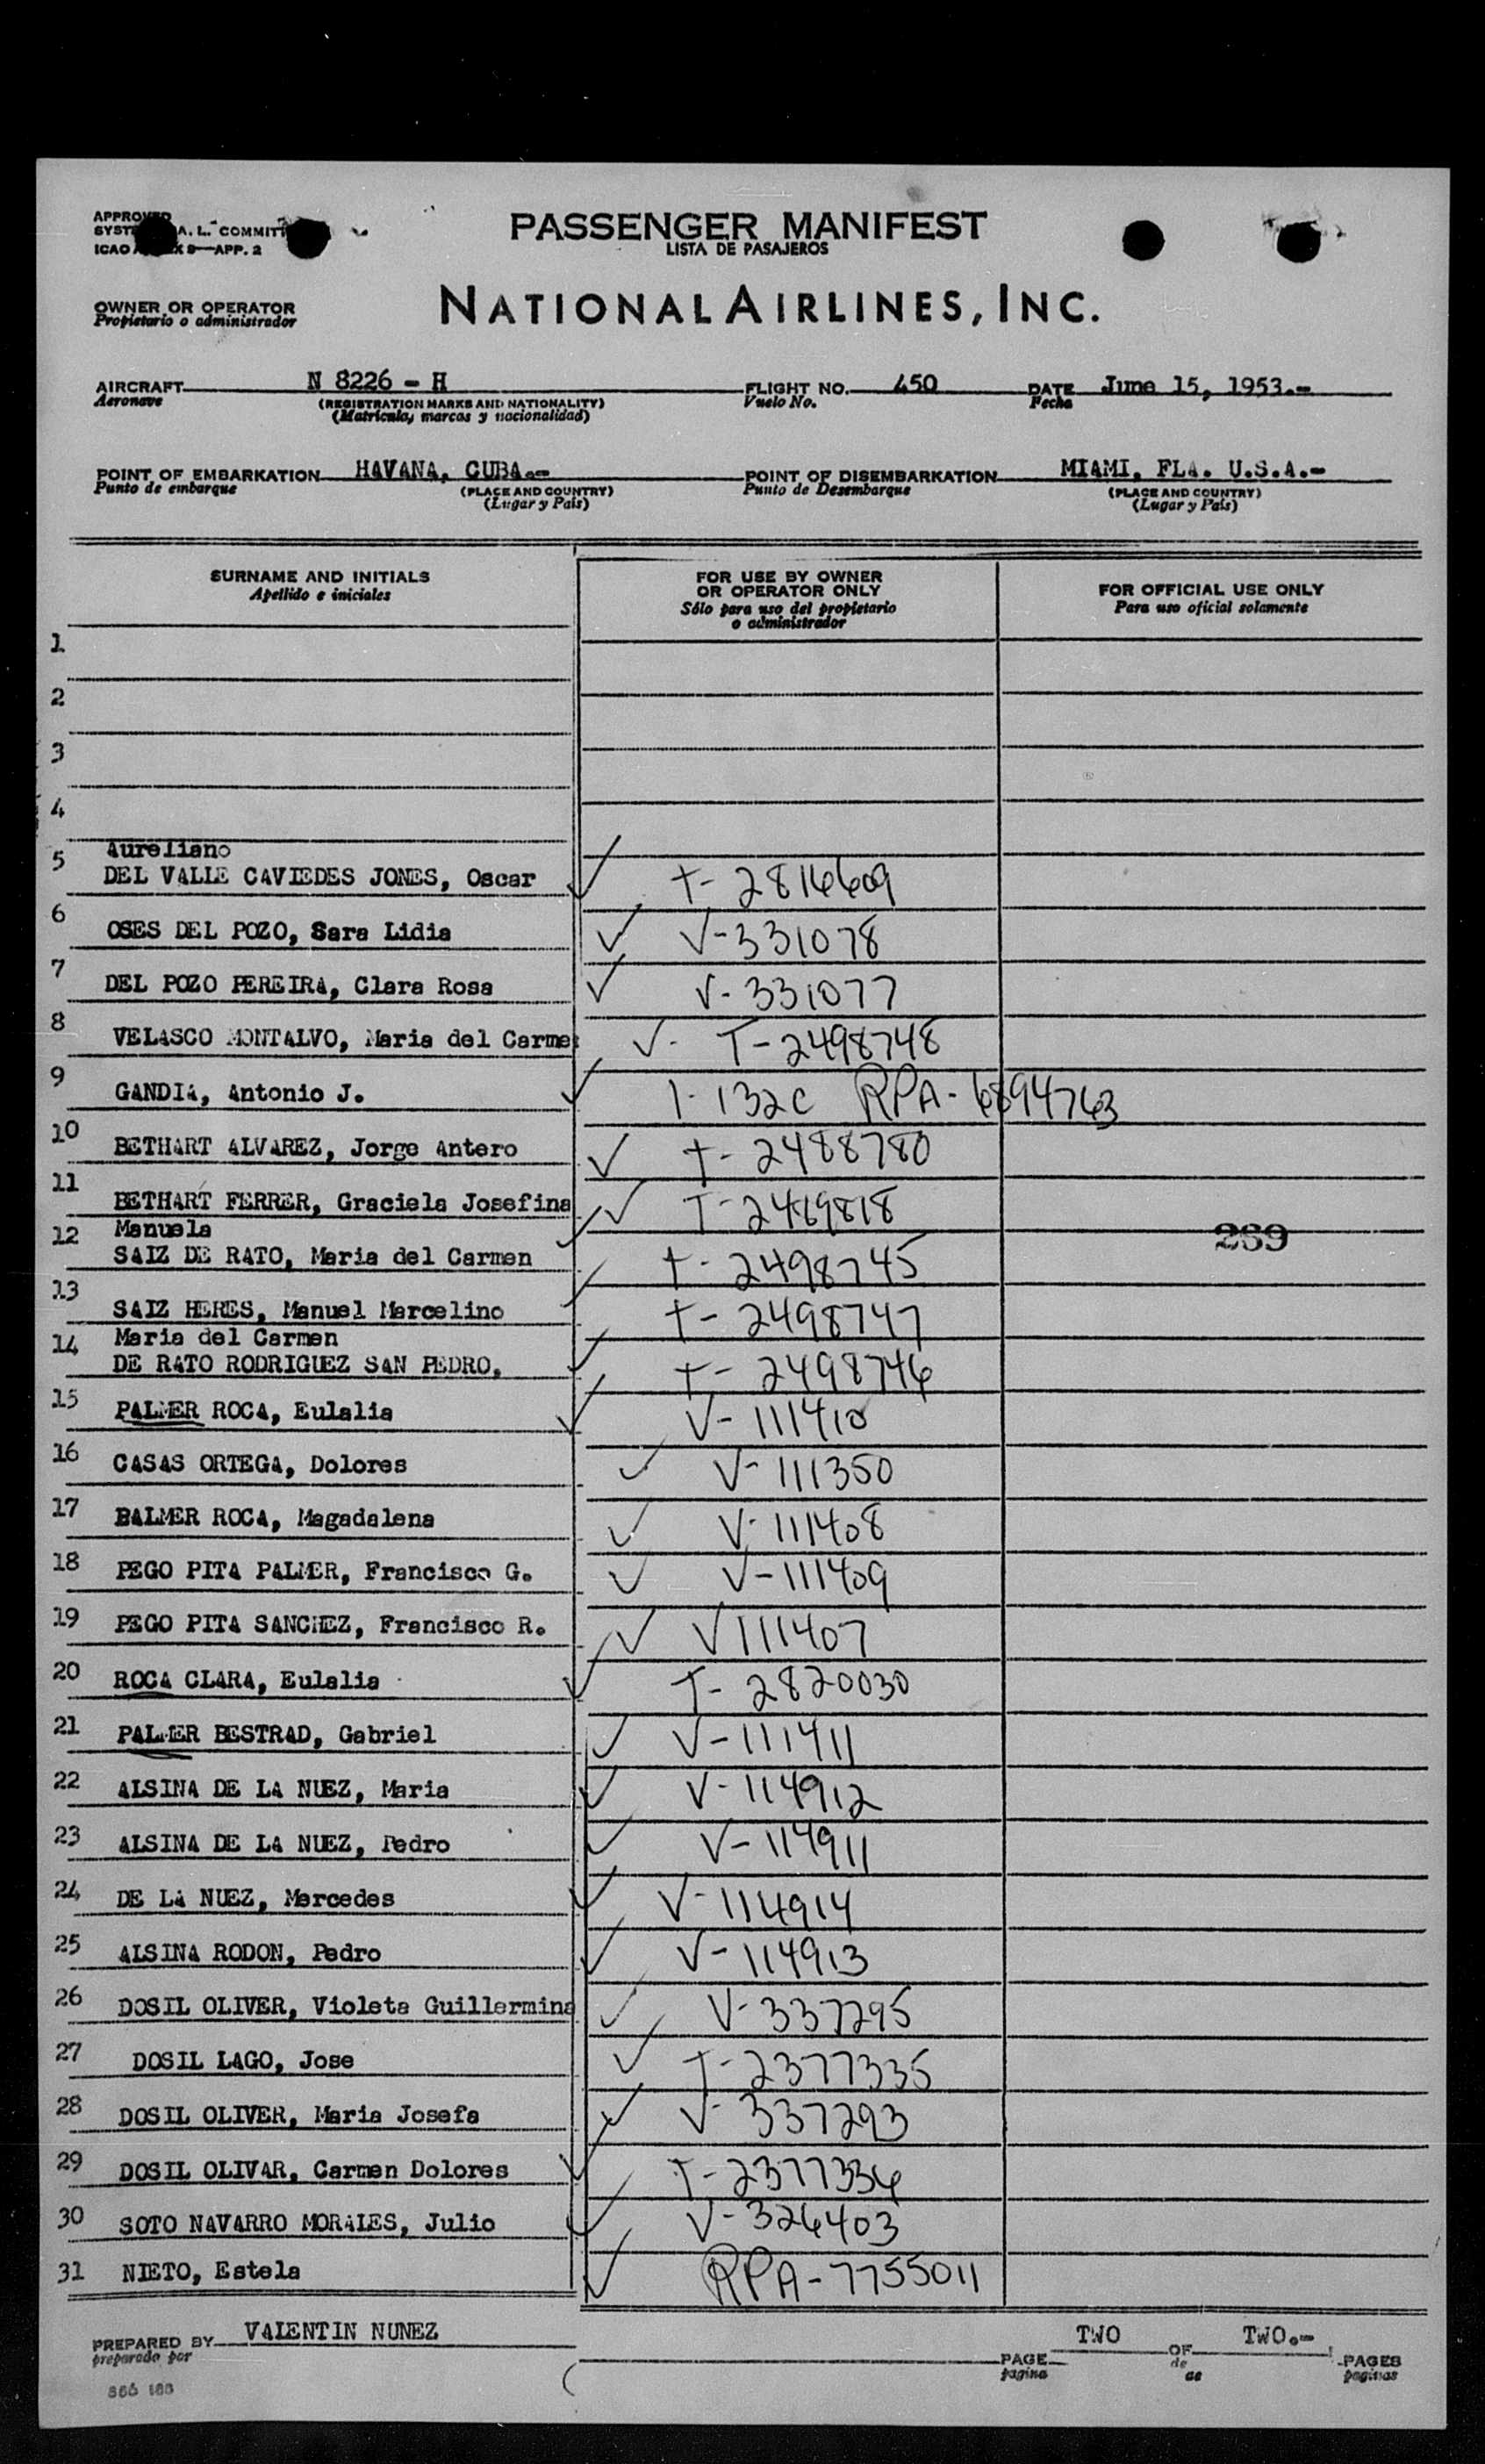 PASSENGER MANIFEST
LISTA DE PASAJEROS
A. L. COMMIT
ICAO 9—APP. 2
OWNER OR OPERATOR
Propietario o administrador
NATIONAL AIRLINES, INC.
AIRCRAFT N 8226 - H FLIGHT NO. 450 DATE June 15, 1953.-
Aeronave (REGISTRATION MARKS AND NATIONALITY) Vuelo No. Fecha
(Matricula, marcas y nacionalidad)
POINT OF EMBARKATION HAVANA, CUBA.- POINT OF DISEMBARKATION MIAMI, FLA. U.S.A.-
Punto de embarque (PLACE AND COUNTRY) Punto de Desembarque (PLACE AND COUNTRY)
(Lugar y País) (Lugar y País)
SURNAME AND INITIALS
Apellido e iniciales
FOR USE BY OWNER
OR OPERATOR ONLY
Sólo para uso del propietario
o administrador
FOR OFFICIAL USE ONLY
Para uso oficial solamente
1
2
3
4
Aureliano
5 DEL VALLE CAVIEDES JONES, Oscar T- 2816609
6 OSES DEL POZO, Sara Lidia V-331078
7 DEL POZO PEREIRA, Clara Rosa V-331077
8 VELASCO MONTALVO, Maria del Carme T-2498748
9 GANDIA, Antonio J. I-132C RPA-6894763
10 BETHART ALVAREZ, Jorge Antero T-2488780
11 BETHART FERRER, Graciela Josefina T-2469818
Manuela
12 SAIZ DE RATO, Maria del Carmen T-2498745
289
13 SAIZ HERES, Manuel Marcelino T-2498747
Maria del Carmen
14 DE RATO RODRIGUEZ SAN PEDRO, T-2498746
15 PALMER ROCA, Eulalia V-111410
16 CASAS ORTEGA, Dolores V-111350
17 BALMER ROCA, Magadalena V-111408
18 PEGO PITA PALMER, Francisco G. V-111409
19 PEGO PITA SANCHEZ, Francisco R. V 111407
20 ROCA CLARA, Eulalia T-2820030
21 PALMER BESTRAD, Gabriel V-111411
22 ALSINA DE LA NUEZ, Maria V-114912
23 ALSINA DE LA NUEZ, Pedro V-114911
24 DE LA NUEZ, Mercedes V-114914
25 ALSINA RODON, Pedro V-114913
26 DOSIL OLIVER, Violeta Guillermina V-337295
27 DOSIL LAGO, Jose T-2377335
28 DOSIL OLIVER, Maria Josefa V-337293
29 DOSIL OLIVAR, Carmen Dolores T-2377336
30 SOTO NAVARRO MORALES, Julio V-326403
31 NIETO, Estela RPA-7755011
PREPARED BY VALENTIN NUNEZ PAGE TWO OF TWO.- PAGES
preparado por pagina de paginas